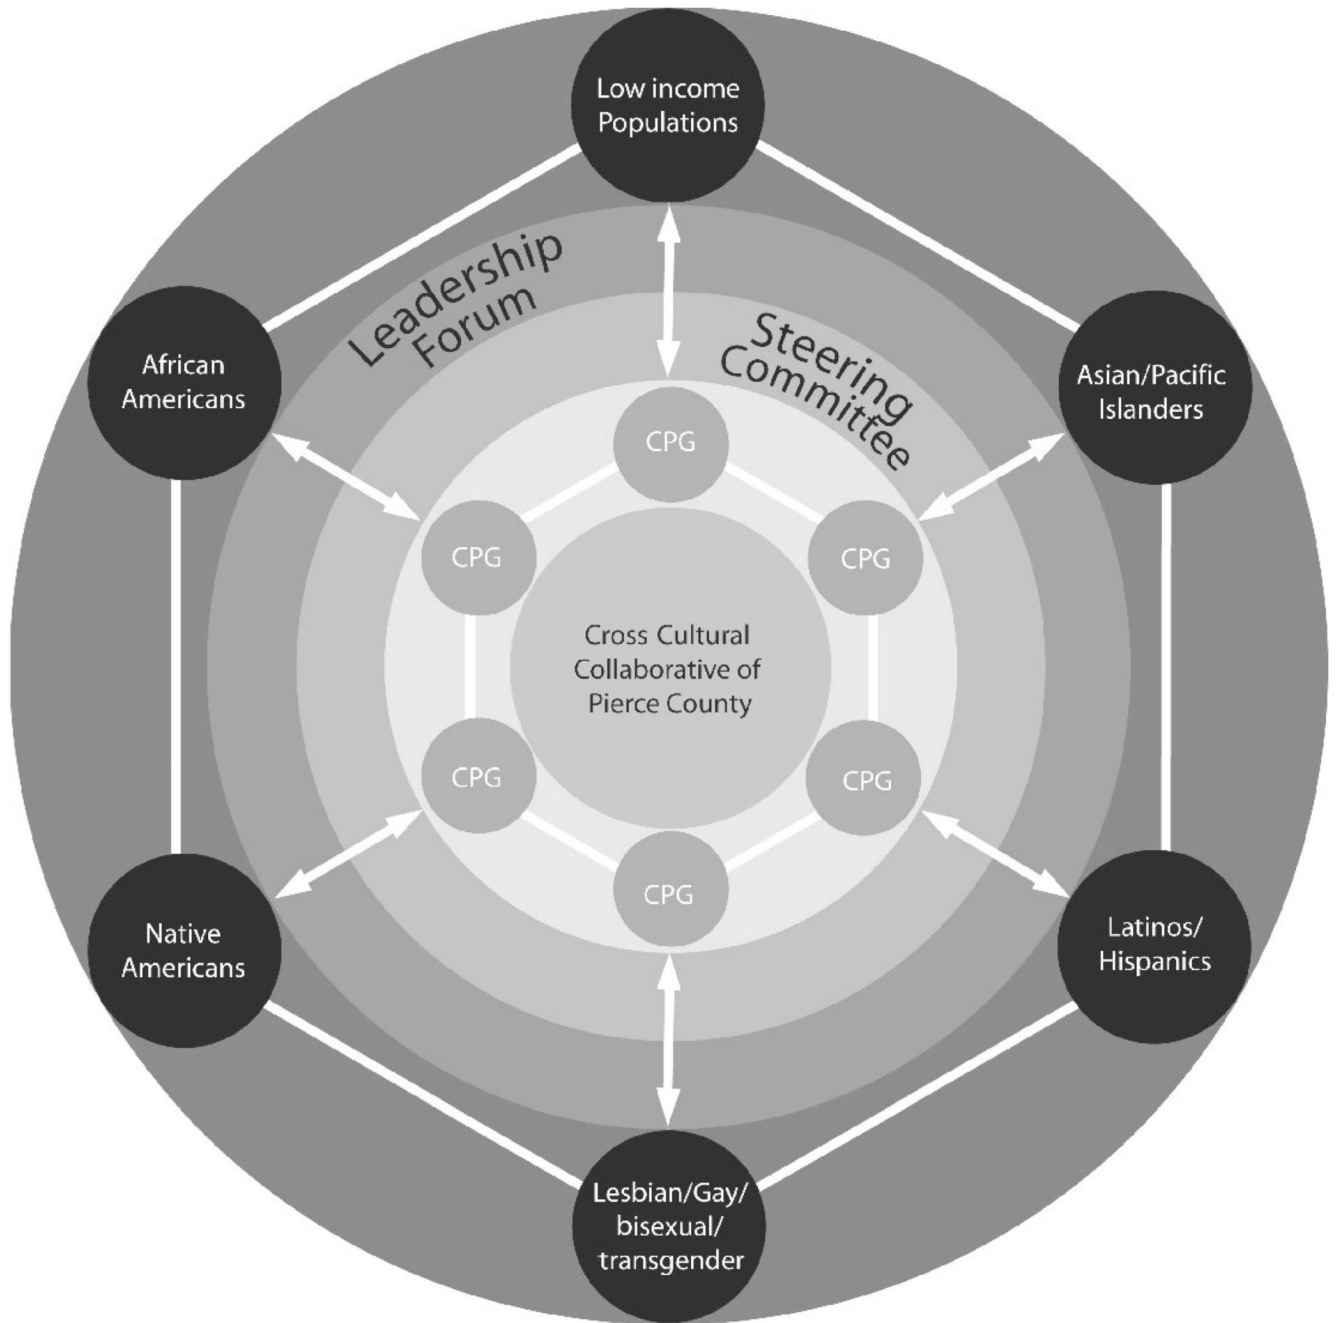 Low income
Populations
Leadership
Forum
Steering
Committee
African
Americans
Asian/Pacific
Islanders
CPG
CPG
CPG
Cross Cultural
Collaborative of
Pierce County
CPG
CPG
CPG
Native
Americans
Latinos/
Hispanics
Lesbian/Gay/
bisexual/
transgender